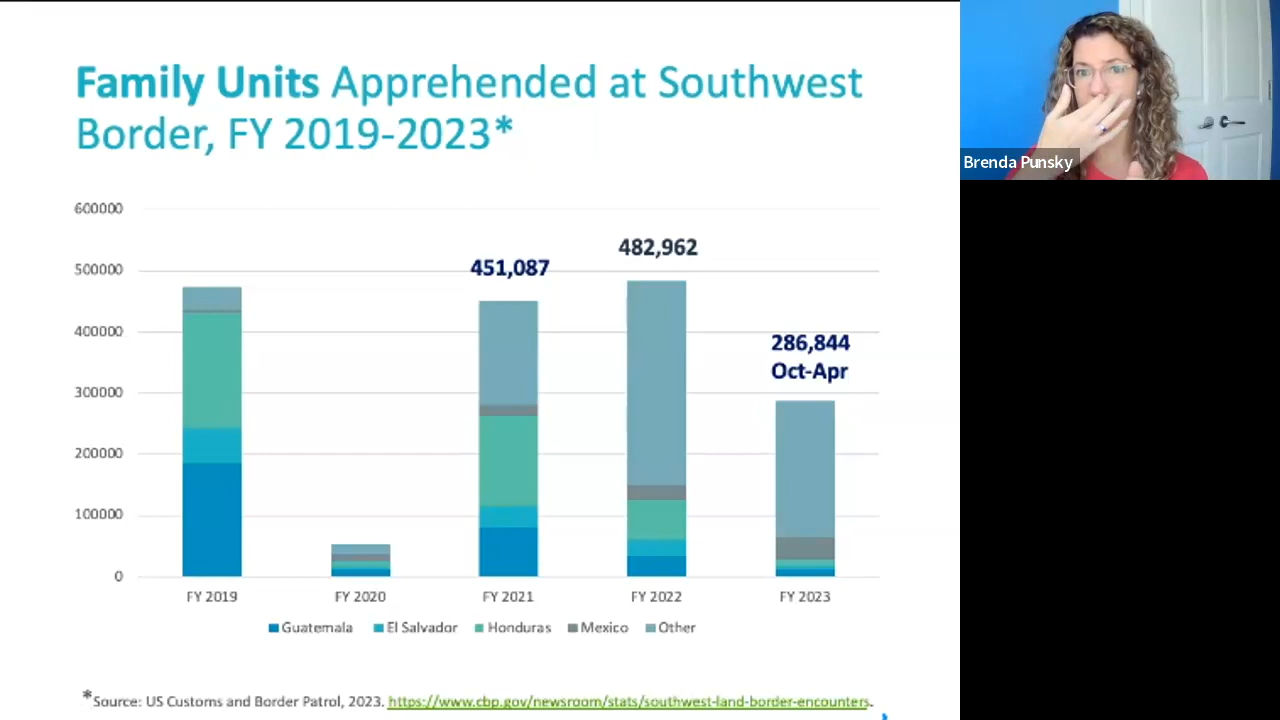 Family Units Apprehended at Southwest
Border, FY 2019-2023*
Brenda Punsky
600000
500000
400000
300000
200000
100000
0
451,087
482,962
286,844
Oct-Apr
FY 2019
FY 2020
FY 2021
FY 2022
FY 2023
Guatemala
El Salvador
Honduras
Mexico
Other
*Source: US Customs and Border Patrol, 2023. https://www.cbp.gov/newsroom/stats/southwest-land-border-encounters.